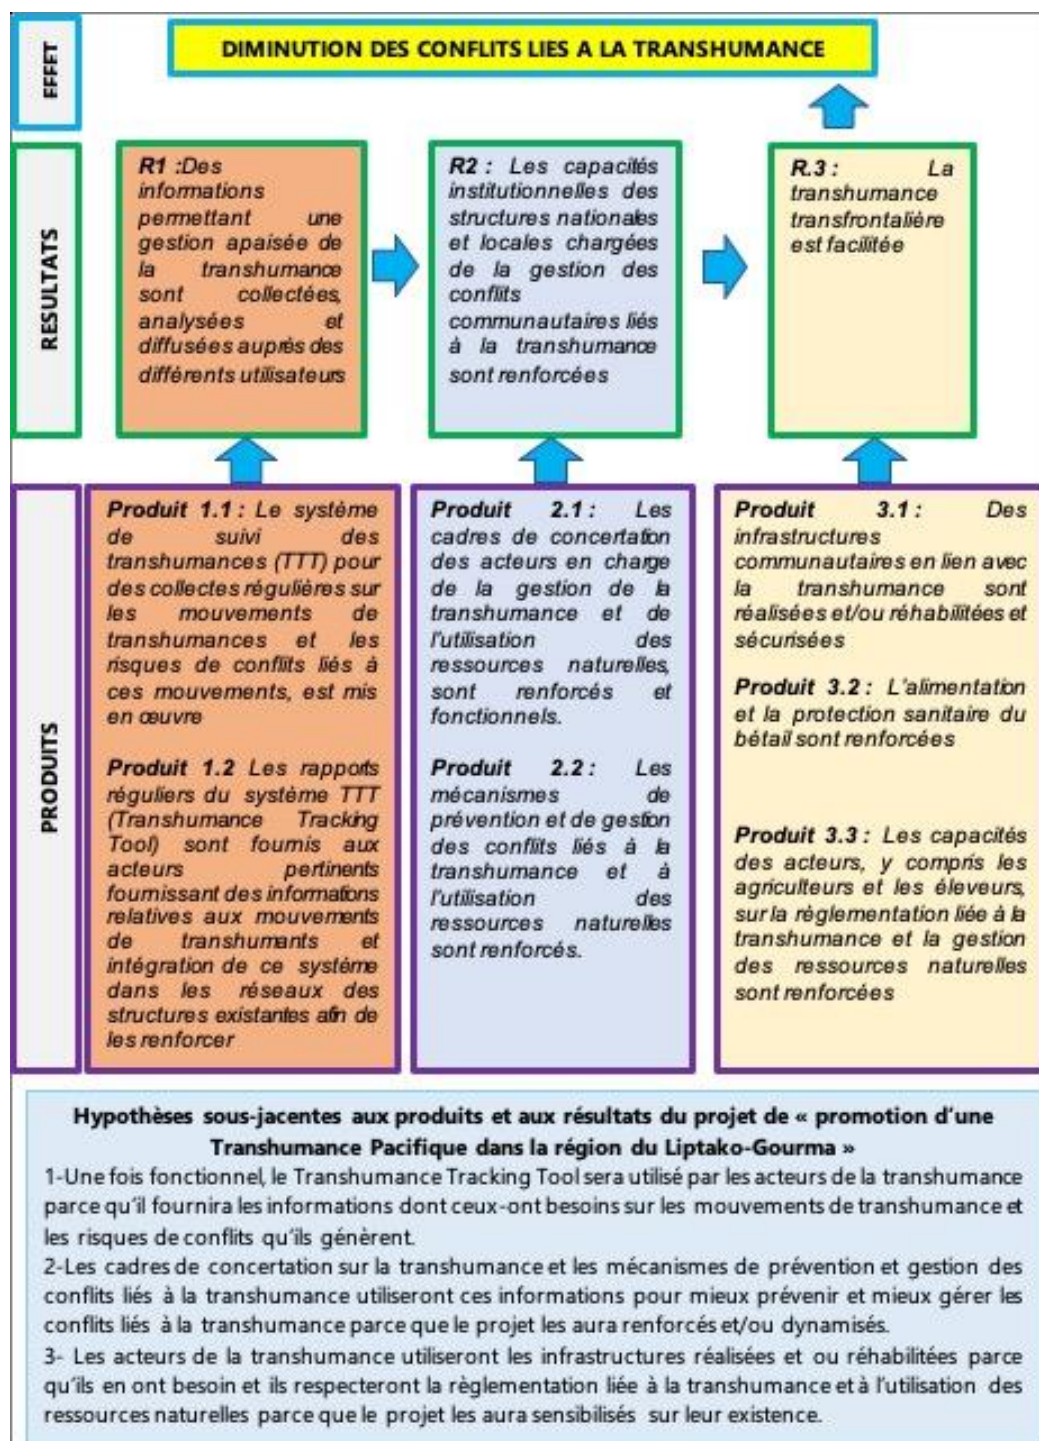 EFFET
DIMINUTION DES CONFLITS LIES A LA TRANSHUMANCE
RESULTATS
R1 :Des
informations
permettant une
gestion apaisée de
la transhumance
sont collectées,
analysées et
diffusées auprès des
différents utilisateurs
R2 : Les capacités
institutionnelles des
structures nationales
et locales chargées
de la gestion des
conflits
communautaires liés
à la transhumance
sont renforcées
R.3 : La
transhumance
transfrontalière
est facilitée
PRODUITS
Produit 1.1 : Le système
de suivi des
transhumances (TTT) pour
des collectes régulières sur
les mouvements de
transhumances et les
risques de conflits liés à
ces mouvements, est mis
en œuvre
Produit 1.2 Les rapports
réguliers du système TTT
(Transhumance Tracking
Tool) sont fournis aux
acteurs pertinents
fournissant des informations
relatives aux mouvements
de transhumants et
intégration de ce système
dans les réseaux des
structures existantes afin de
les renforcer
Produit 2.1 : Les
cadres de concertation
des acteurs en charge
de la gestion de la
transhumance et de
l'utilisation des
ressources naturelles,
sont renforcés et
fonctionnels.
Produit 2.2 : Les
mécanismes de
prévention et de gestion
des conflits liés à la
transhumance et à
l'utilisation des
ressources naturelles
sont renforcés.
Produit 3.1 : Des
infrastructures
communautaires en lien avec
la transhumance sont
réalisées et/ou réhabilitées et
sécurisées
Produit 3.2 : L'alimentation
et la protection sanitaire du
bétail sont renforcées
Produit 3.3 : Les capacités
des acteurs, y compris les
agriculteurs et les éleveurs,
sur la règlementation liée à la
transhumance et la gestion
des ressources naturelles
sont renforcées
Hypothèses sous-jacentes aux produits et aux résultats du projet de « promotion d'une
Transhumance Pacifique dans la région du Liptako-Gourma »
1-Une fois fonctionnel, le Transhumance Tracking Tool sera utilisé par les acteurs de la transhumance
parce qu'il fournira les informations dont ceux-ont besoins sur les mouvements de transhumance et
les risques de conflits qu'ils génèrent.
2-Les cadres de concertation sur la transhumance et les mécanismes de prévention et gestion des
conflits liés à la transhumance utiliseront ces informations pour mieux prévenir et mieux gérer les
conflits liés à la transhumance parce que le projet les aura renforcés et/ou dynamisés.
3- Les acteurs de la transhumance utiliseront les infrastructures réalisées et ou réhabilitées parce
qu'ils en ont besoin et ils respecteront la règlementation liée à la transhumance et à l'utilisation des
ressources naturelles parce que le projet les aura sensibilisés sur leur existence.